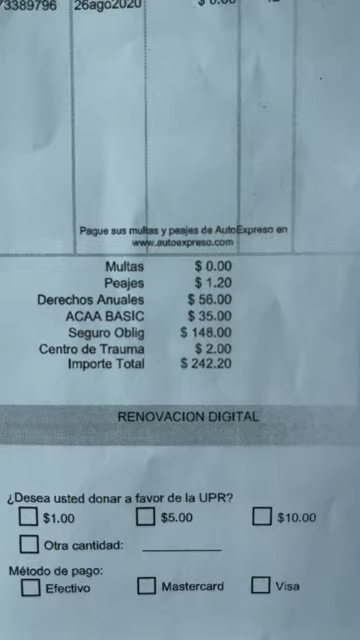 73389796 26ago2020 $ 0.00
Pague sus multas y peajes de AutoExpreso en
www.autoexpreso.com
Multas $ 0.00
Peajes $ 1.20
Derechos Anuales $ 56.00
ACAA BASIC $ 35.00
Seguro Oblig $ 148.00
Centro de Trauma $ 2.00
Importe Total $ 242.20
RENOVACION DIGITAL
¿Desea usted donar a favor de la UPR?
$1.00 $5.00 $10.00
Otra cantidad:
Método de pago:
Efectivo Mastercard Visa